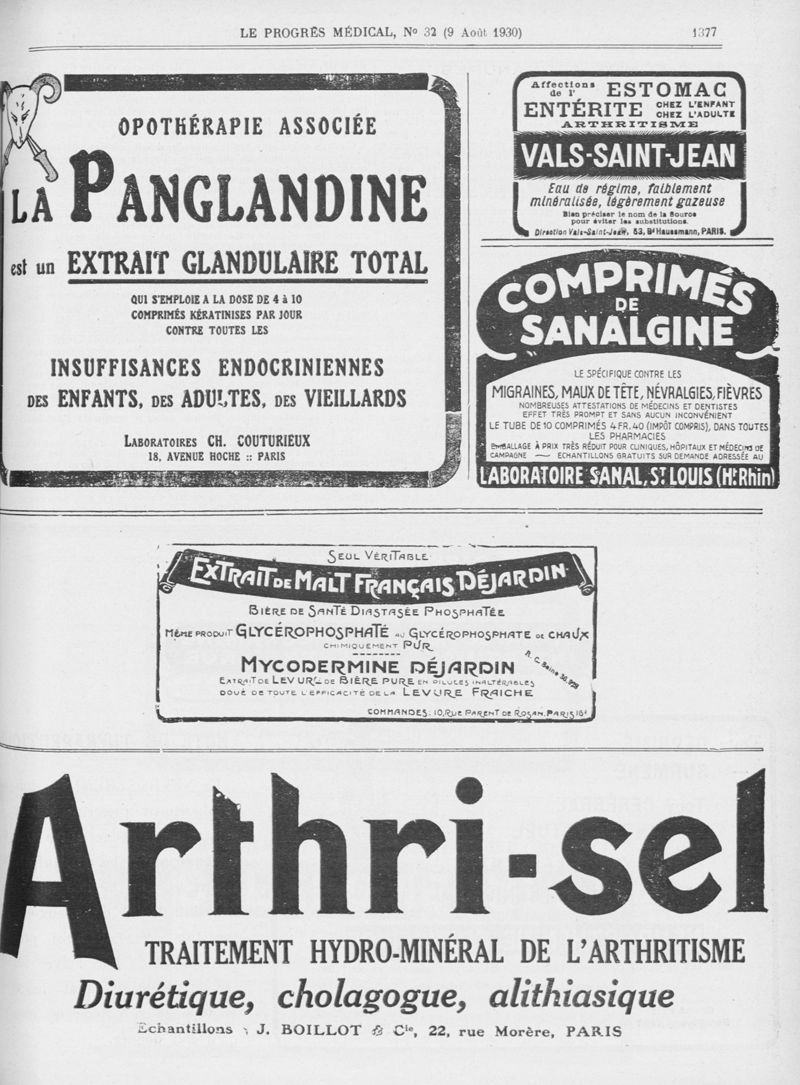 LE PROGRÈS MÉDICAL, No 32 (9 Août 1930)
1377
OPOTHÉRAPIE ASSOCIÉE
LA PANGLANDINE
est un EXTRAIT GLANDULAIRE TOTAL
QUI S'EMPLOIE A LA DOSE DE 4 à 10
COMPRIMÉS KÉRATINISES PAR JOUR
CONTRE TOUTES LES
INSUFFISANCES ENDOCRINIENNES
DES ENFANTS, DES ADULTES, DES VIEILLARDS
LABORATOIRES CH. COUTURIEUX
18, AVENUE HOCHE :: PARIS
Affections de l' ESTOMAC
ENTÉRITE CHEZ L'ENFANT CHEZ L'ADULTE
ARTHRITISME
VALS-SAINT-JEAN
Eau de régime, faiblement
minéralisée, légèrement gazeuse
Bien préciser le nom de la Source
pour éviter les substitutions.
Direction Vals-Saint-Jean, 53, Bd Haussmann, PARIS.
COMPRIMÉS
DE
SANALGINE
LE SPÉCIFIQUE CONTRE LES
MIGRAINES, MAUX DE TÊTE, NÉVRALGIES, FIÈVRES
NOMBREUSES ATTESTATIONS DE MÉDECINS ET DENTISTES
EFFET TRÈS PROMPT ET SANS AUCUN INCONVÉNIENT
LE TUBE DE 10 COMPRIMÉS 4 FR. 40 (IMPÔT COMPRIS), DANS TOUTES
LES PHARMACIES
EMBALLAGE À PRIX TRÈS RÉDUIT POUR CLINIQUES, HÔPITAUX ET MÉDECINS DE
CAMPAGNE — ECHANTILLONS GRATUITS SUR DEMANDE ADRESSÉE AU
LABORATOIRE SANAL, ST LOUIS (Ht Rhin)
SEUL VÉRITABLE
EXTRAIT DE MALT FRANÇAIS DÉJARDIN
BIÈRE DE SANTÉ DIASTASÉE PHOSPHATÉE
MÊME PRODUIT GLYCÉROPHOSPHATÉ AU GLYCÉROPHOSPHATE DE CHAUX
CHIMIQUEMENT PUR
MYCODERMINE DÉJARDIN
R. C. Seine
EXTRAIT DE LEVURE DE BIÈRE PURE EN PILULES INALTÉRABLES
DOUÉ DE TOUTE L'EFFICACITÉ DE LA LEVURE FRAICHE
COMMANDES: 10, RUE PARENT DE ROSAN, PARIS 16e
Arthri-sel
TRAITEMENT HYDRO-MINÉRAL DE L'ARTHRITISME
Diurétique, cholagogue, alithiasique
Echantillons : J. BOILLOT & Cie, 22, rue Morère, PARIS